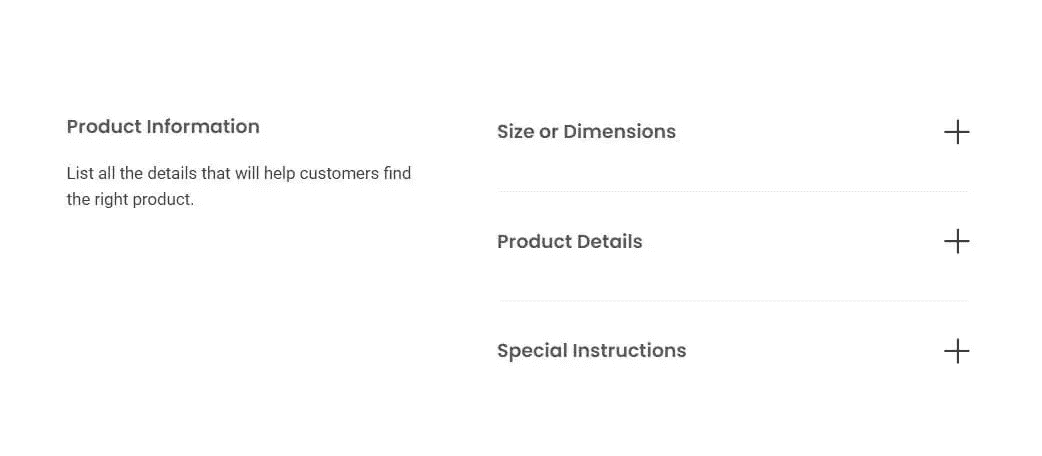 Product Information
List all the details that will help customers find
the right product.
Size or Dimensions
Product Details
Special Instructions